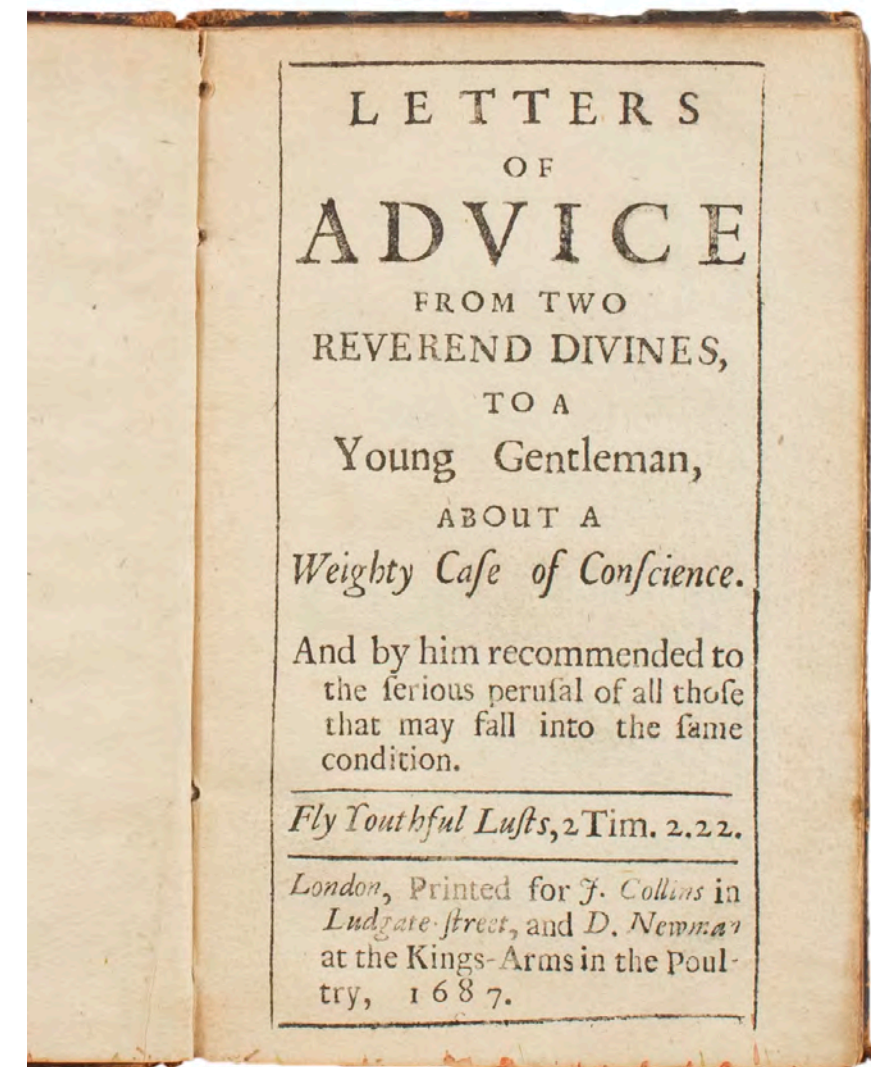 LETTERS
OF
ADVICE
FROM TWO
REVEREND DIVINES,
TO A
Young Gentleman,
ABOUT A
Weighty Caſe of Conſcience.
And by him recommended to
the ſerious peruſal of all thoſe
that may fall into the ſame
condition.
Fly Youthful Luſts, 2 Tim. 2.22.
London, Printed for J. Collins in
Ludgate-ſtreet, and D. Newman
at the Kings-Arms in the Poul-
try, 1687.